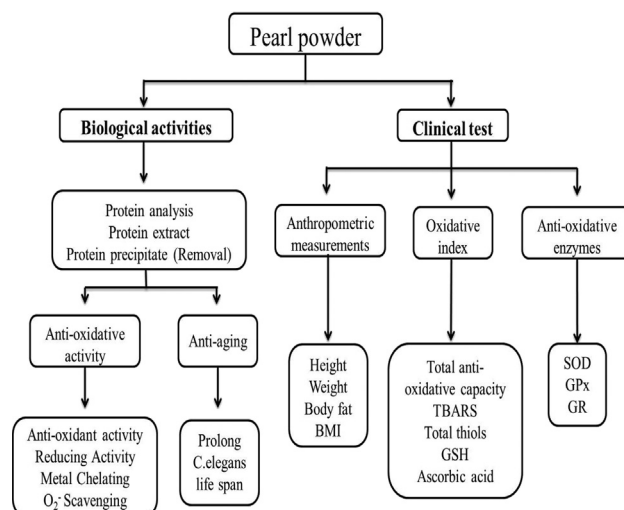 Pearl powder
Biological activities
Clinical test
Protein analysis
Protein extract
Protein precipitate (Removal)
Anthropometric
measurements
Oxidative
index
Anti-oxidative
enzymes
Anti-oxidative
activity
Anti-aging
Height
Weight
Body fat
BMI
Total anti-
oxidative capacity
TBARS
Total thiols
GSH
Ascorbic acid
SOD
GPx
GR
Anti-oxidant activity
Reducing Activity
Metal Chelating
O₂⁻ Scavenging
Prolong
C.elegans
life span